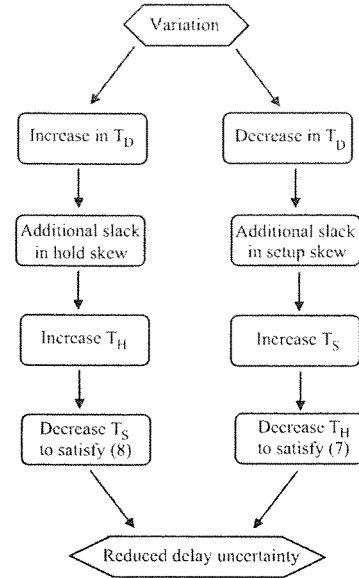 Variation
Increase in T_D
Decrease in T_D
Additional slack
in hold skew
Additional slack
in setup skew
Increase T_H
Increase T_S
Decrease T_S
to satisfy (8)
Decrease T_H
to satisfy (7)
Reduced delay uncertainty